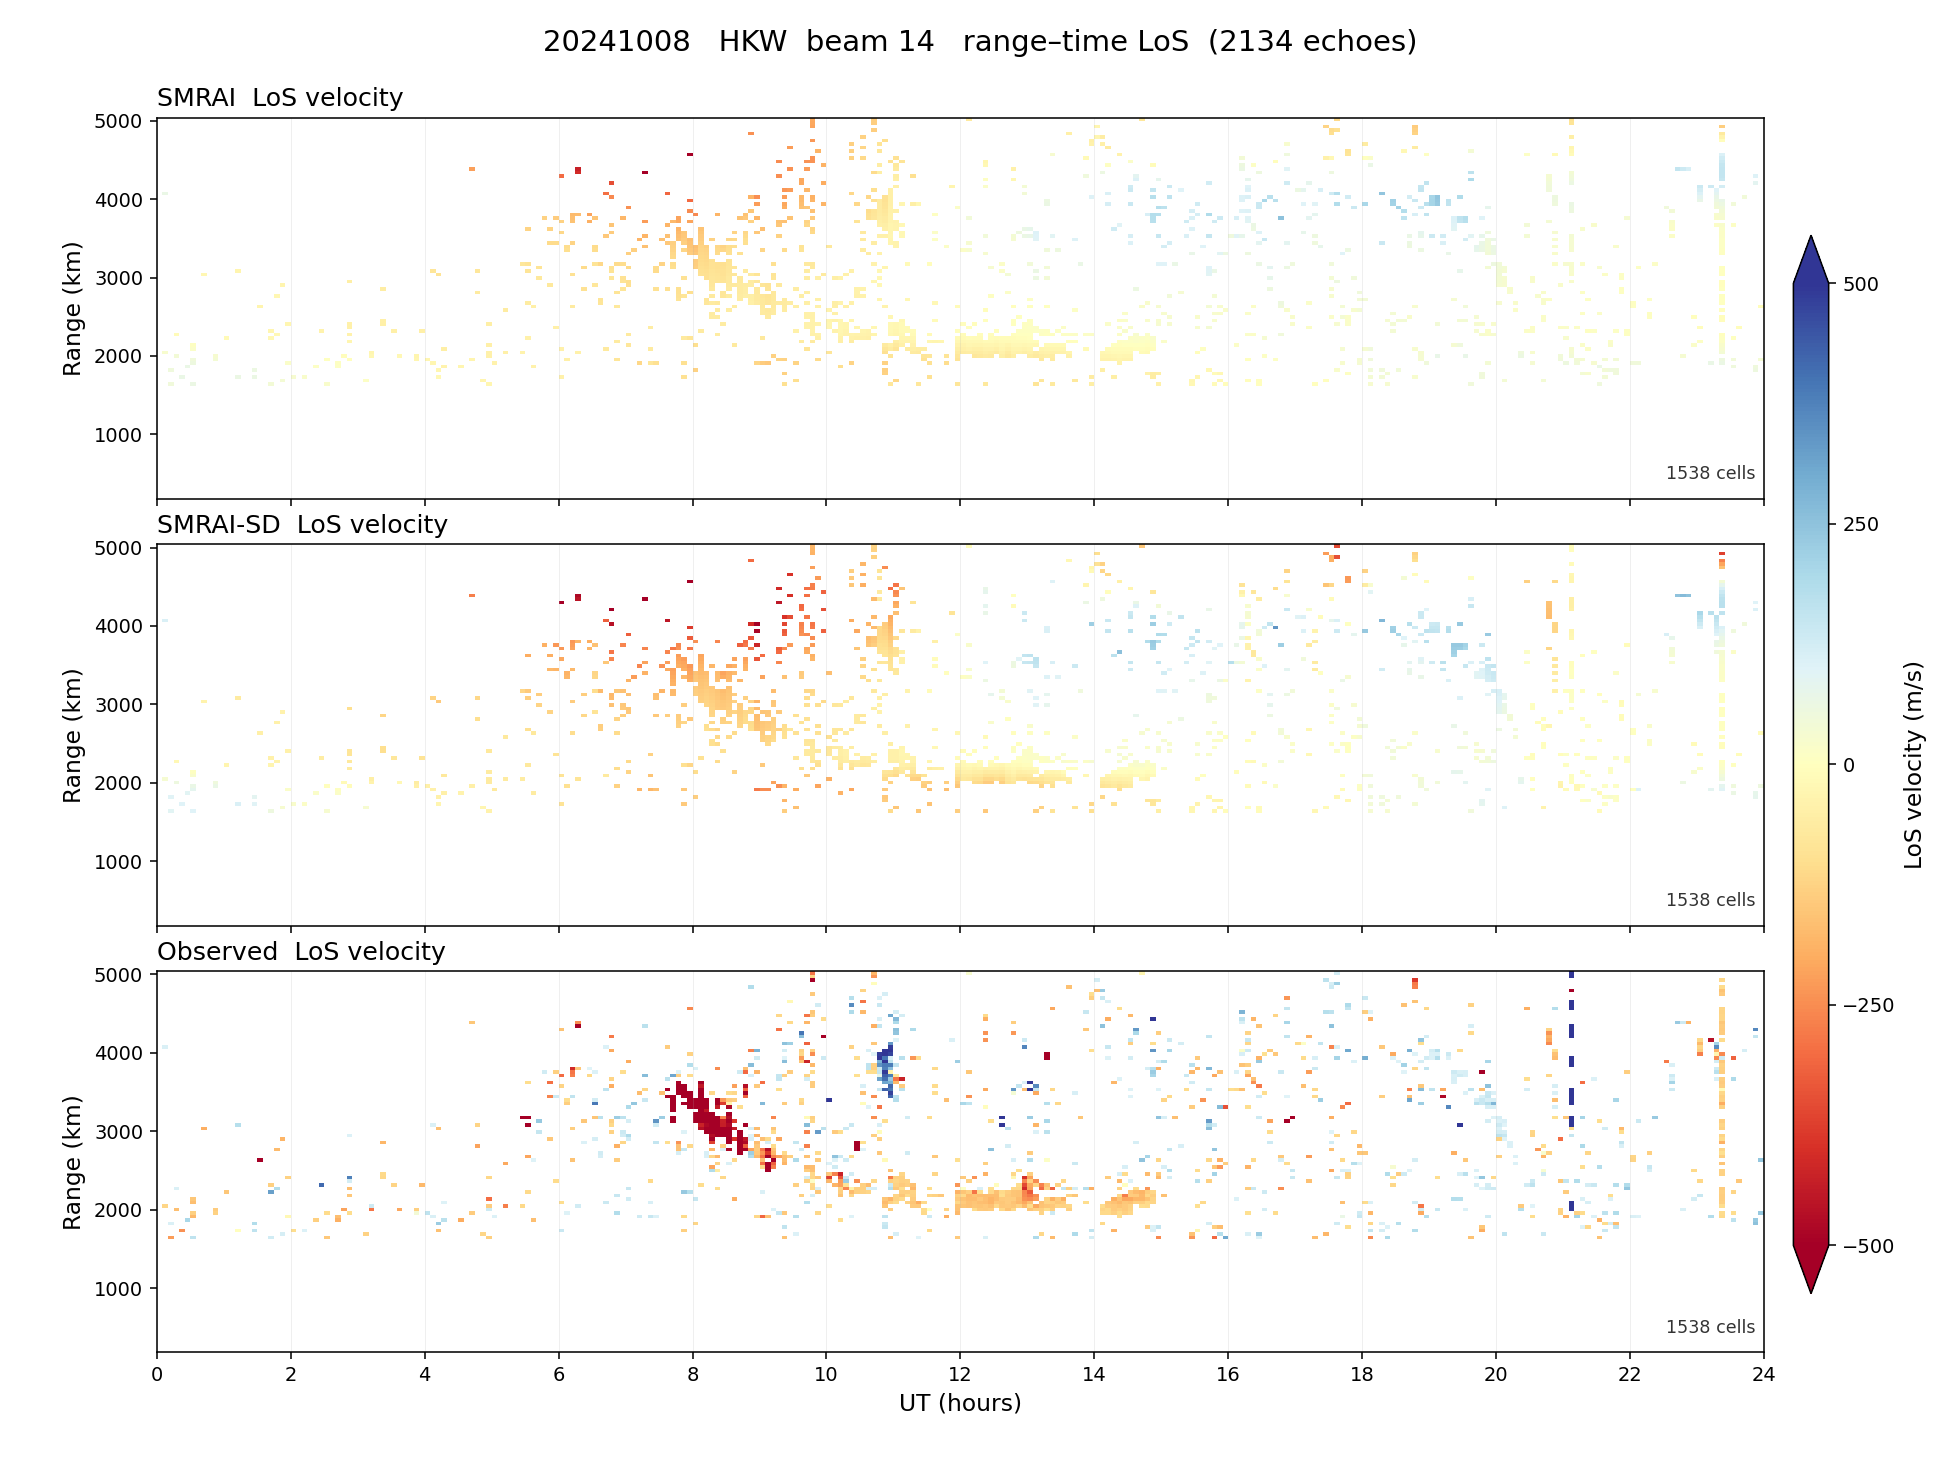 20241008   HKW  beam 14   range–time LoS  (2134 echoes)
SMRAI  LoS velocity
5000
4000
3000
2000
1000
Range (km)
1538 cells
SMRAI-SD  LoS velocity
5000
4000
3000
2000
1000
Range (km)
1538 cells
Observed  LoS velocity
5000
4000
3000
2000
1000
Range (km)
1538 cells
0 2 4 6 8 10 12 14 16 18 20 22 24
UT (hours)
500
250
0
−250
−500
LoS velocity (m/s)